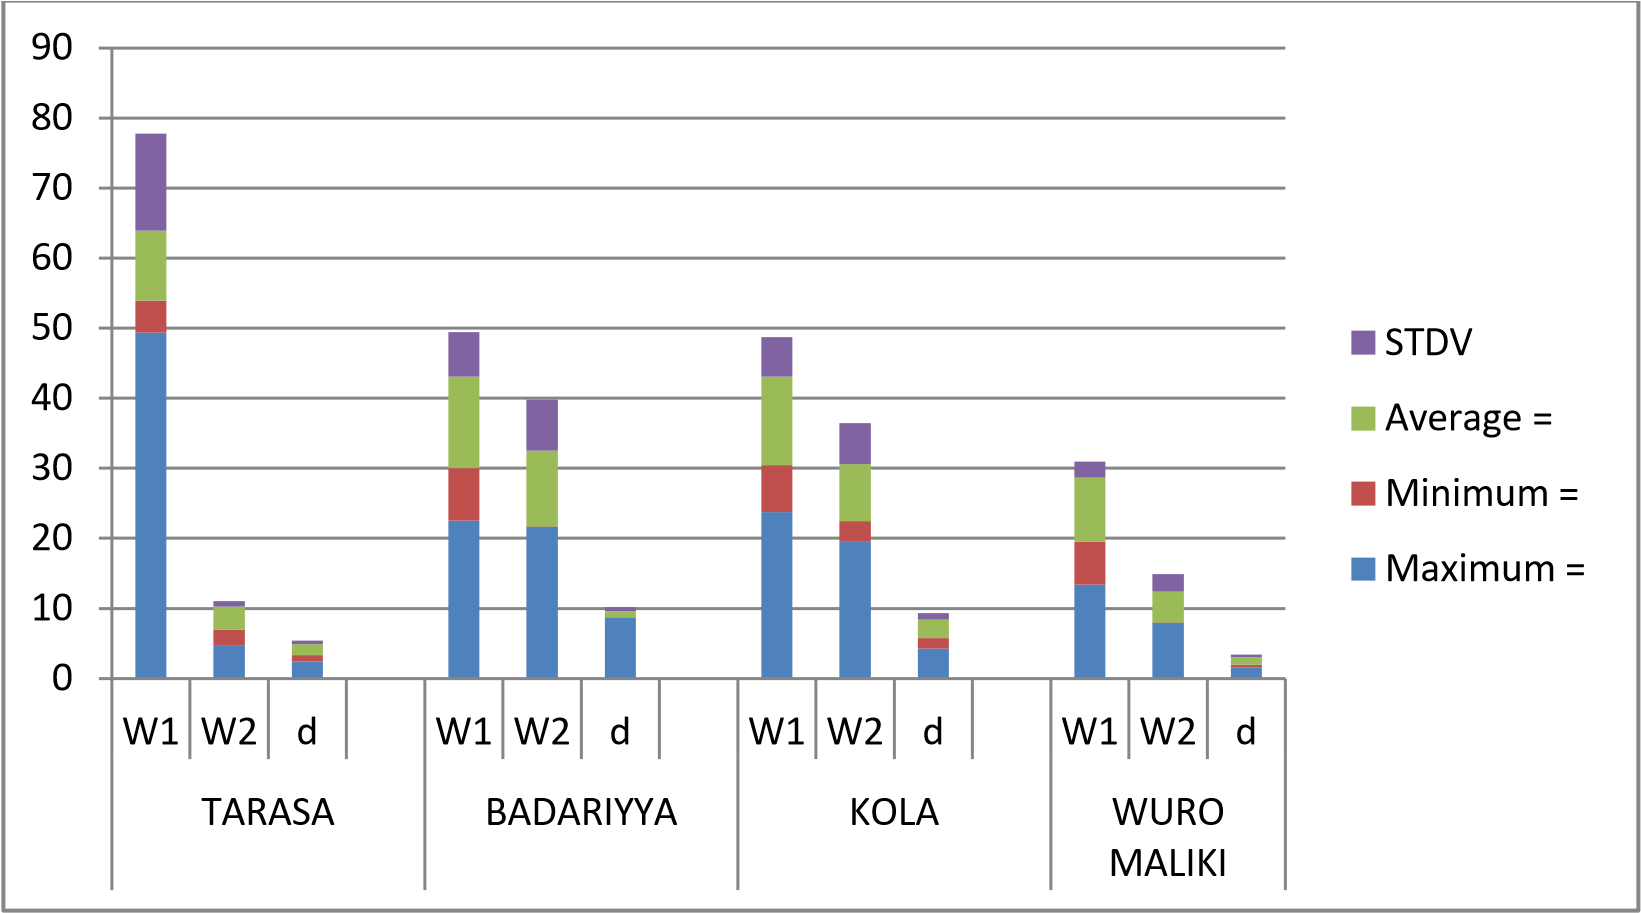 90
80
70
60
50
40
30
20
10
0
W1 W2 d W1 W2 d W1 W2 d W1 W2 d
TARASA BADARIYYA KOLA WURO
MALIKI
STDV
Average =
Minimum =
Maximum =